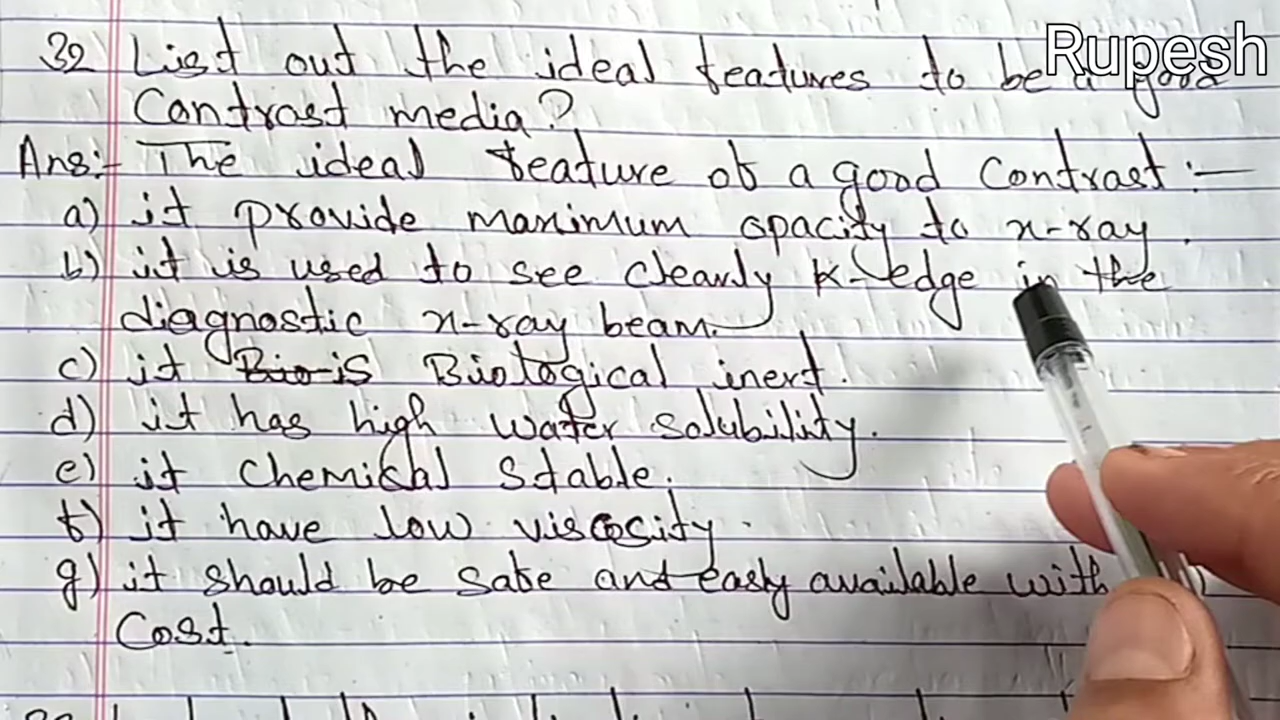 Rupesh
32 List out the ideal features to be a good
Contrast media?
Ans:- The ideal feature of a good Contrast :-
a) it provide maximum opacity to x-ray.
b) it is used to see clearly K-edge in the
diagnostic x-ray beam.
c) it Bio is Biological inert.
d) it has high water solubility.
e) it Chemical Stable.
f) it have low viscosity.
g) it should be safe and easly available with
Cost.